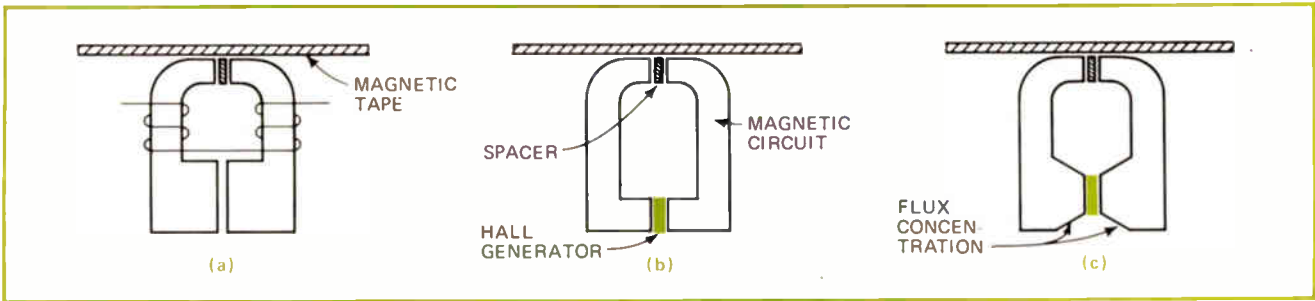 MAGNETIC
TAPE
(a)
SPACER
MAGNETIC
CIRCUIT
HALL
GENERATOR
(b)
FLUX
CONCEN-
TRATION
(c)